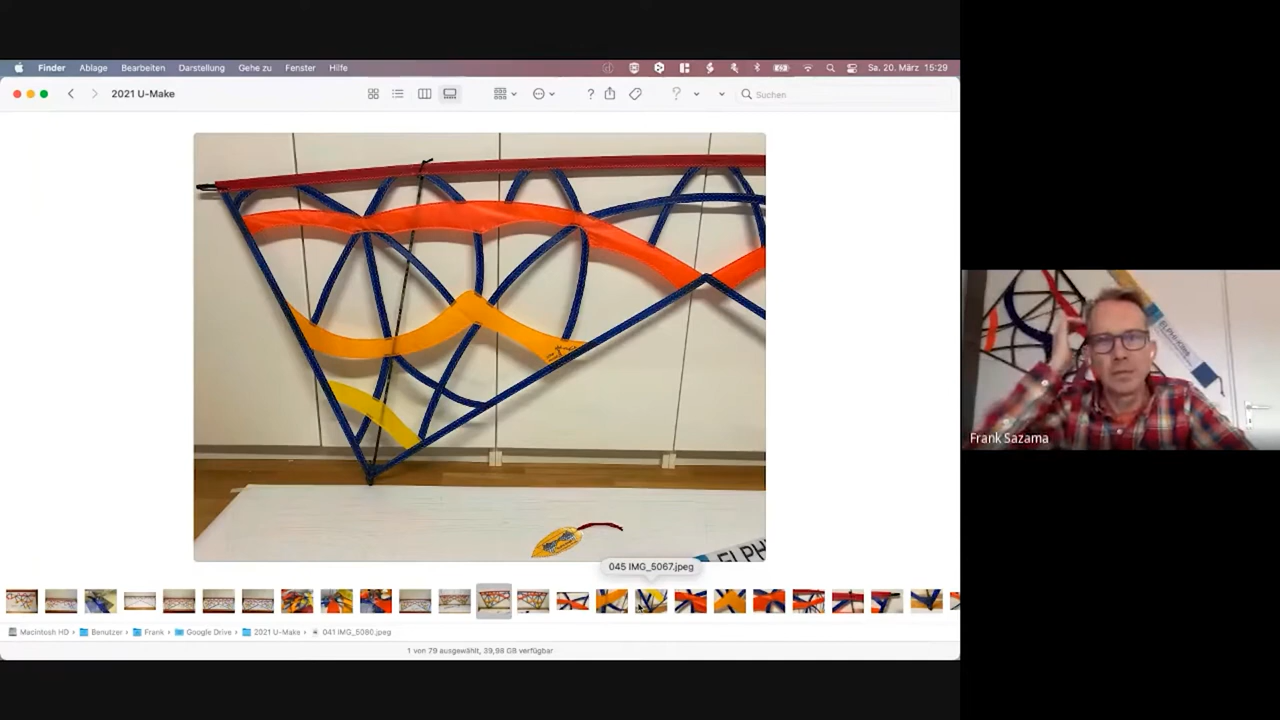 Finder Ablage Bearbeiten Darstellung Gehe zu Fenster Hilfe Sa. 20. März 15:29
2021 U-Make
Suchen
ELPH
045 IMG_5067.jpeg
Macintosh HD › Benutzer › Frank › Google Drive › 2021 U-Make › 041 IMG_5080.jpeg
1 von 79 ausgewählt, 39,98 GB verfügbar
Frank Sazama